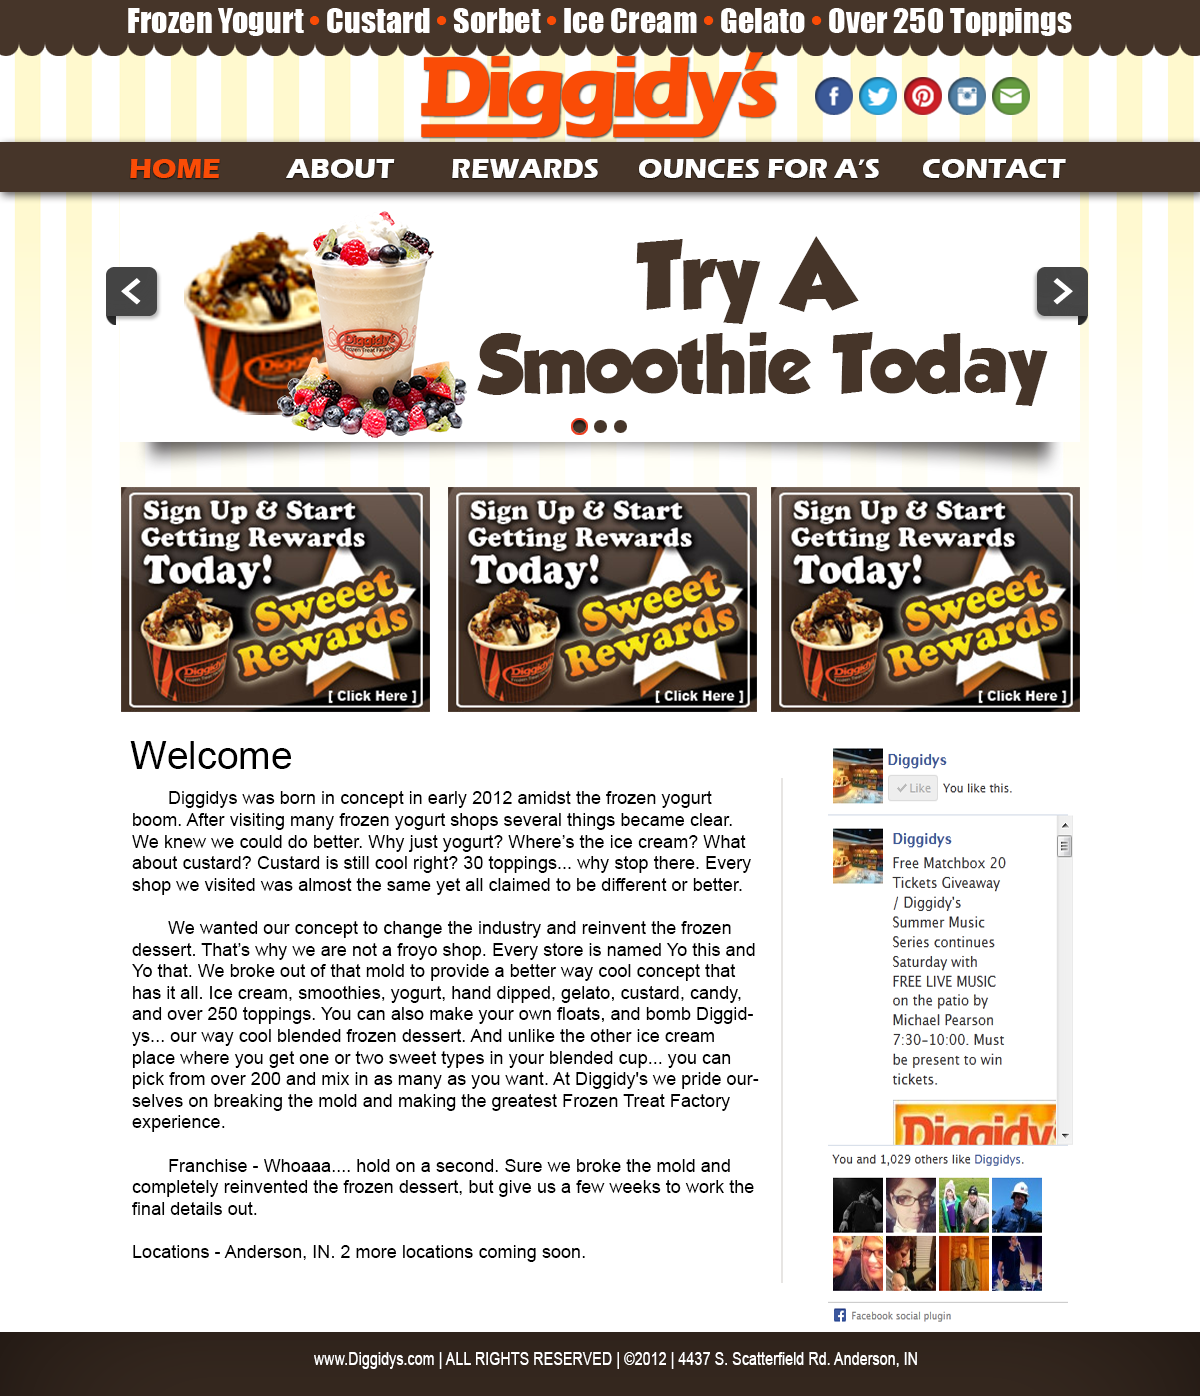 Frozen Yogurt • Custard • Sorbet • Ice Cream • Gelato • Over 250 Toppings
Diggidy's
HOME ABOUT REWARDS OUNCES FOR A'S CONTACT
Diggidy's
Diggidy's
Frozen Treat Factory
Try A
Smoothie Today
Sign Up & Start
Getting Rewards
Today!
Sweeet
Rewards
Diggidy's
[ Click Here ]
Sign Up & Start
Getting Rewards
Today!
Sweeet
Rewards
Diggidy's
[ Click Here ]
Sign Up & Start
Getting Rewards
Today!
Sweeet
Rewards
Diggidy's
[ Click Here ]
Welcome
Diggidys was born in concept in early 2012 amidst the frozen yogurt
boom. After visiting many frozen yogurt shops several things became clear.
We knew we could do better. Why just yogurt? Where's the ice cream? What
about custard? Custard is still cool right? 30 toppings... why stop there. Every
shop we visited was almost the same yet all claimed to be different or better.
We wanted our concept to change the industry and reinvent the frozen
dessert. That's why we are not a froyo shop. Every store is named Yo this and
Yo that. We broke out of that mold to provide a better way cool concept that
has it all. Ice cream, smoothies, yogurt, hand dipped, gelato, custard, candy,
and over 250 toppings. You can also make your own floats, and bomb Diggid-
ys... our way cool blended frozen dessert. And unlike the other ice cream
place where you get one or two sweet types in your blended cup... you can
pick from over 200 and mix in as many as you want. At Diggidy's we pride our-
selves on breaking the mold and making the greatest Frozen Treat Factory
experience.
Franchise - Whoaaa.... hold on a second. Sure we broke the mold and
completely reinvented the frozen dessert, but give us a few weeks to work the
final details out.
Locations - Anderson, IN. 2 more locations coming soon.
Diggidys
Like You like this.
Diggidys
Free Matchbox 20
Tickets Giveaway
/ Diggidy's
Summer Music
Series continues
Saturday with
FREE LIVE MUSIC
on the patio by
Michael Pearson
7:30-10:00. Must
be present to win
tickets.
Diggidy's
You and 1,029 others like Diggidys.
Facebook social plugin
www.Diggidys.com | ALL RIGHTS RESERVED | ©2012 | 4437 S. Scatterfield Rd. Anderson, IN